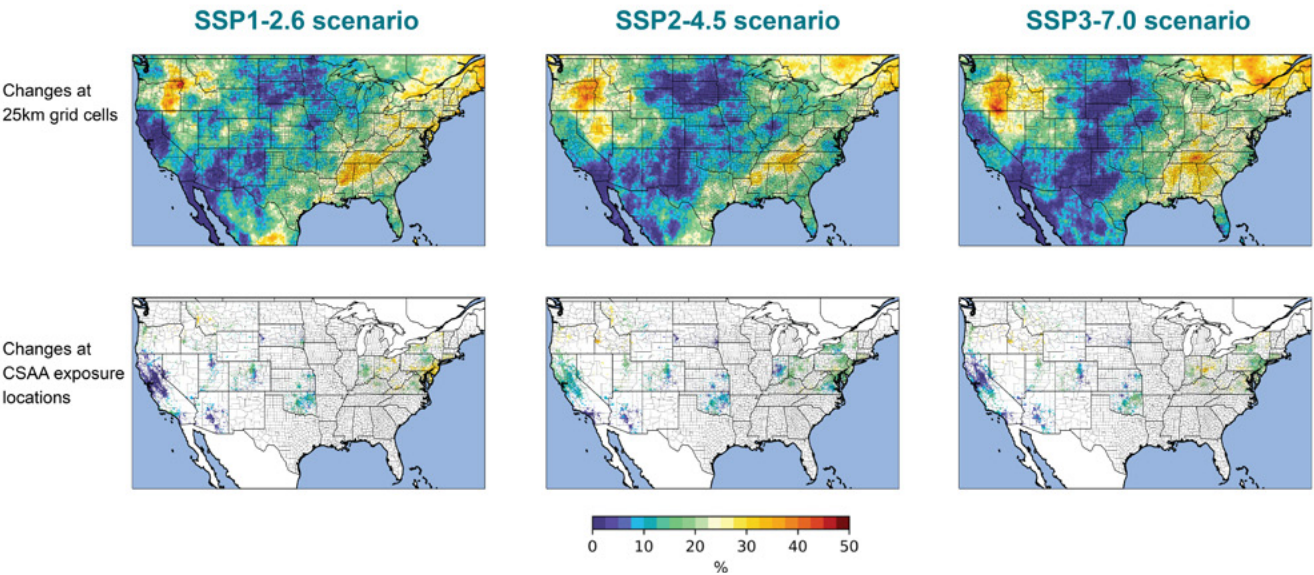 SSP1-2.6 scenario
SSP2-4.5 scenario
SSP3-7.0 scenario
Changes at
25km grid cells
Changes at
CSAA exposure
locations
0 10 20 30 40 50
%